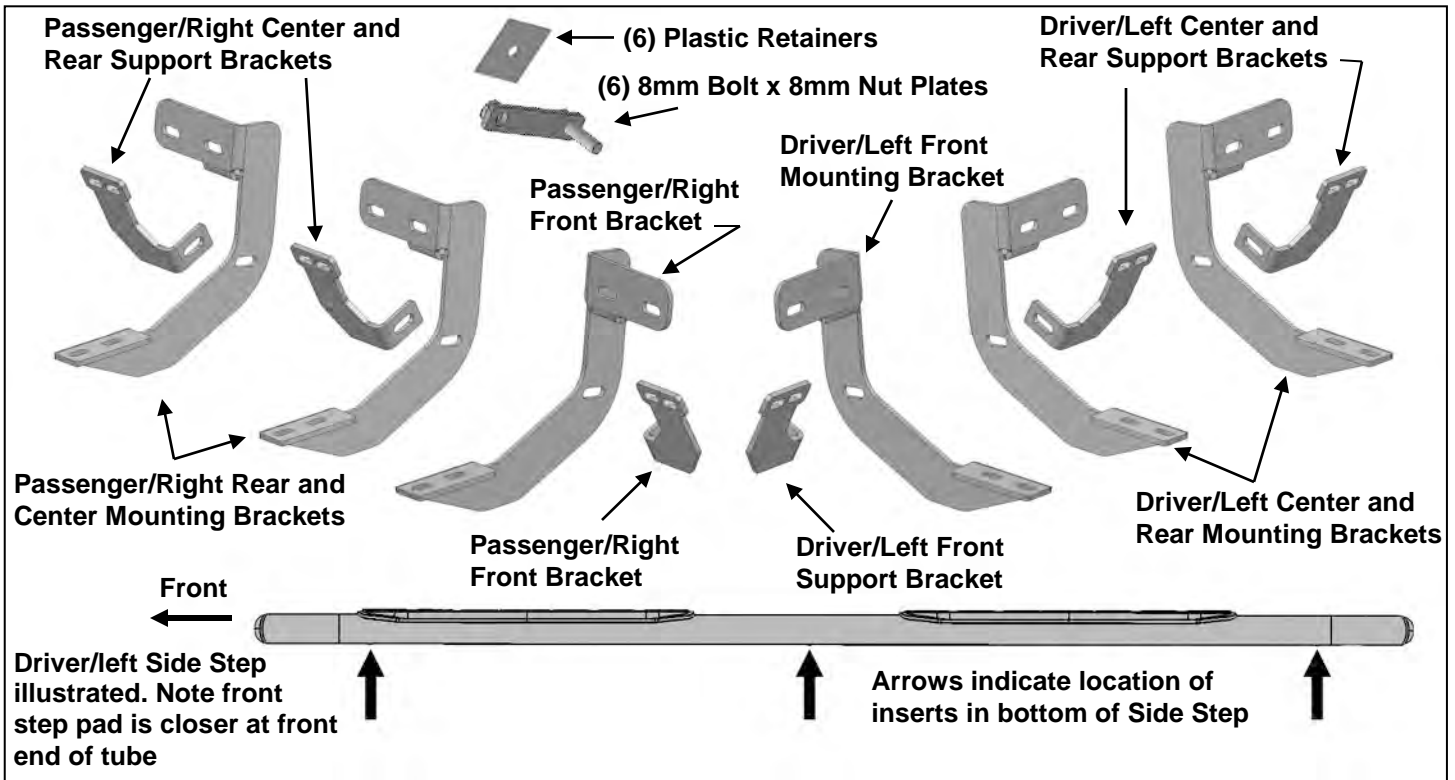 Passenger/Right Center and
Rear Support Brackets
(6) Plastic Retainers
(6) 8mm Bolt x 8mm Nut Plates
Driver/Left Center and
Rear Support Brackets
Driver/Left Front
Mounting Bracket
Passenger/Right
Front Bracket
Passenger/Right Rear and
Center Mounting Brackets
Passenger/Right
Front Bracket
Driver/Left Front
Support Bracket
Driver/Left Center and
Rear Mounting Brackets
Front
Driver/left Side Step
illustrated. Note front
step pad is closer at front
end of tube
Arrows indicate location of
inserts in bottom of Side Step